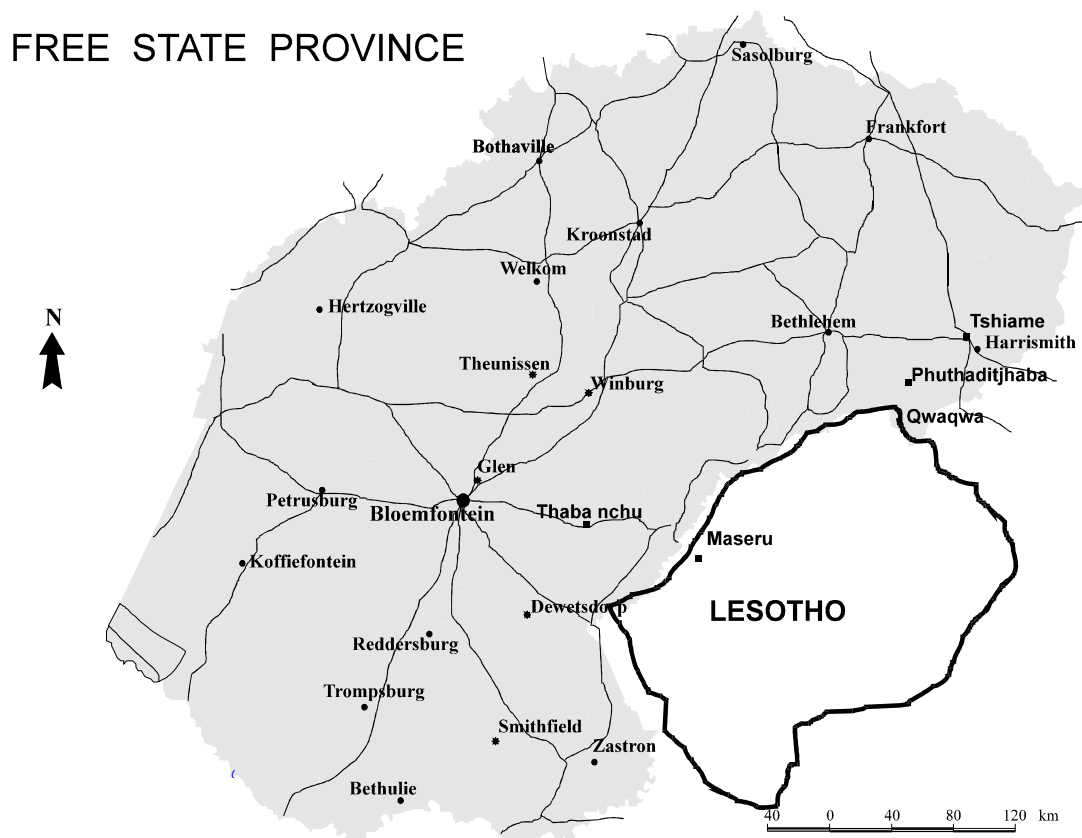 FREE STATE PROVINCE
Sasolburg
Frankfort
Bothaville
Kroonstad
Welkom
Hertzogville
N
Bethlehem
Tshiame
Harrismith
Theunissen
Winburg
Phuthaditjhaba
Qwaqwa
Glen
Petrusburg
Bloemfontein
Thaba nchu
Maseru
Koffiefontein
Dewetsdorp
LESOTHO
Reddersburg
Trompsburg
Smithfield
Zastron
Bethulie
40 0 40 80 120 km